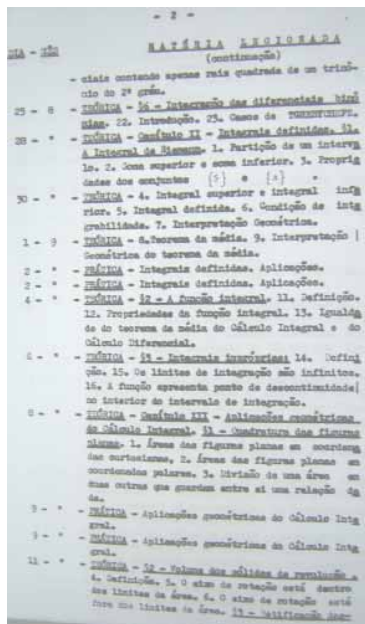 - 2 -
MATÉRIA LECIONADA
DIA - MÊS (continuação)
- ciais contendo apenas raiz quadrada de um trinô-
mio do 2º gráu.
25 - 8 - TEÓRICA - §6 - Integração das diferenciais binô
mias. 22. Introdução. 23. Casos de
28 - " - TEÓRICA - Capítulo II - Integrais definidas. §1.
A Integral de Riemann. 1. Partição de um interva
lo. 2. Soma superior e soma inferior. 3. Proprie
dades dos conjuntos {S} e {s} .
30 - " - TEÓRICA - 4. Integral superior e integral infe
rior. 5. Integral definida. 6. Condição de inte
grabilidade. 7. Interpretação Geométrica.
1 - 9 - TEÓRICA - 8.Teorema da média. 9. Interpretação
Geométrica do teorema da média.
2 - " - PRÁTICA - Integrais definidas. Aplicações.
2 - " - PRÁTICA - Integrais definidas. Aplicações.
4 - " - TEÓRICA - §2 - A função integral. 11. Definição.
12. Propriedades da função integral. 13. Igualda
de do teorema da média do Cálculo Integral e do
Cálculo Diferencial.
- " - TEÓRICA - §3 - Integrais impróprias: 14. Defini
ção. 15. Os limites de integração são infinitos.
16. A função apresenta ponto de descontinuidade
no interior do intervalo de integração.
- " - TEÓRICA - Capítulo III - Aplicações geométricas
do Cálculo Integral. §1 - Quadratura das figuras
planas. 1. Áreas das figuras planas em coordena
das cartesianas. 2. Áreas das figuras planas em
coordenadas polares. 3. Divisão de uma área em
duas outras que guardem entre si uma relação da
da.
9 - " - PRÁTICA - Aplicações geométricas do Cálculo Inte
gral.
9 - " - PRÁTICA - Aplicações geométricas do Cálculo Inte
gral.
11 - " - TEÓRICA - §2 - Volume dos sólidos de revolução -
4. Definição. 5. O eixo de rotação está dentro
dos limites da área. 6. O eixo de rotação está
fora dos limites da área. §3 - Retificação